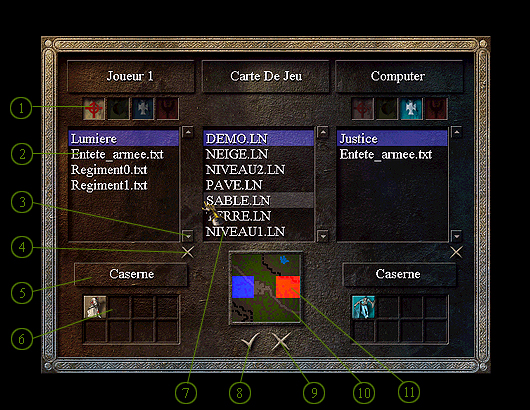 Joueur 1
Carte De Jeu
Computer
1
2
3
4
5
6
Lumiere
Entete_armee.txt
Regiment0.txt
Regiment1.txt
DEMO.LN
NEIGE.LN
NIVEAU2.LN
PAVE.LN
SABLE.LN
TERRE.LN
NIVEAU1.LN
Justice
Entete_armee.txt
Caserne
Caserne
7
8
9
10
11